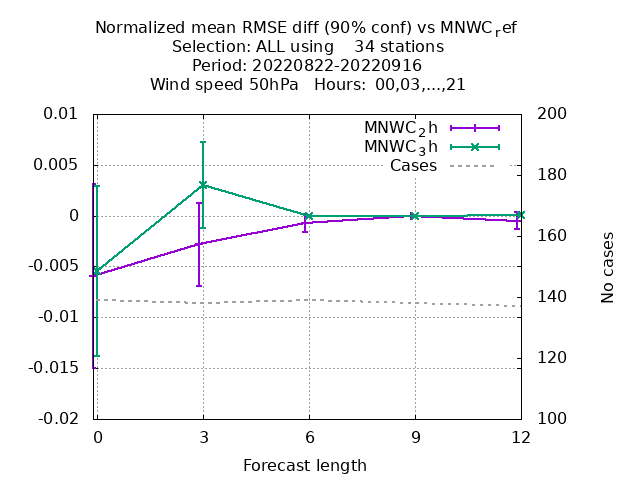 Normalized mean RMSE diff (90% conf) vs MNWC_ref
Selection: ALL using    34 stations
Period: 20220822-20220916
Wind speed 50hPa   Hours:  00,03,...,21
0.01
0.005
0
-0.005
-0.01
-0.015
-0.02
200
180
160
140
120
100
MNWC_2h
MNWC_3h
Cases
No cases
0 3 6 9 12
Forecast length